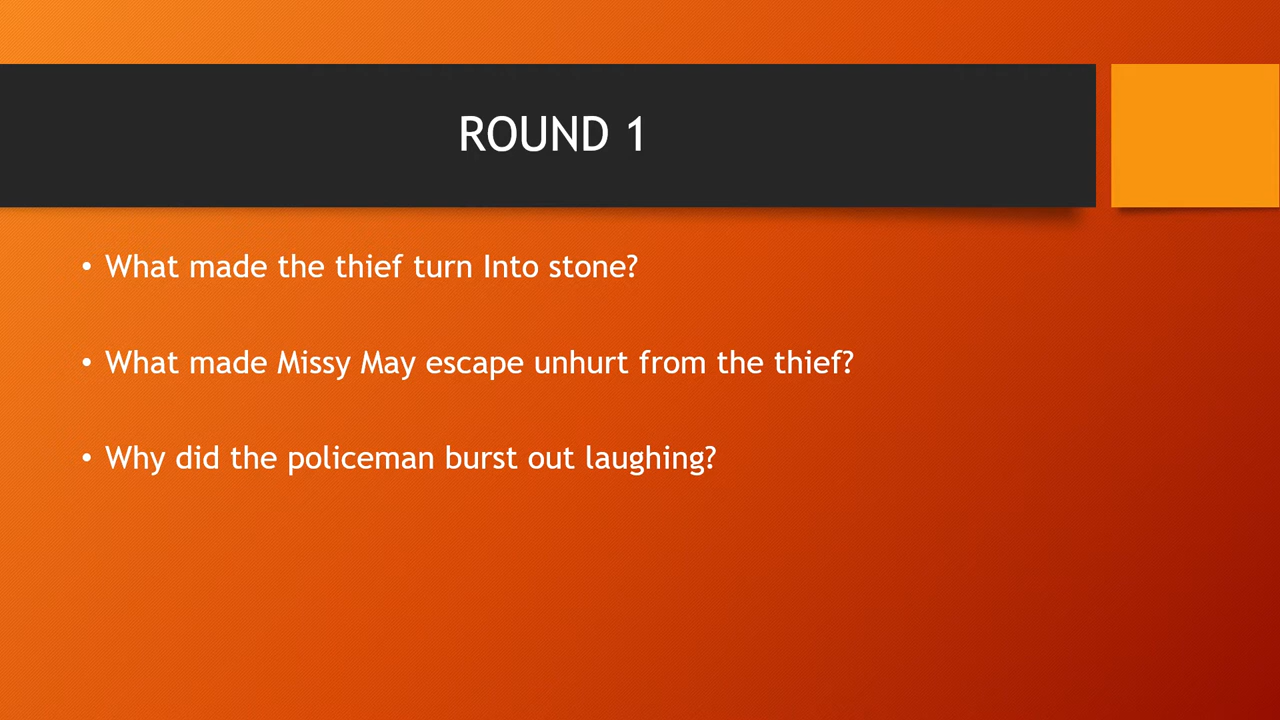 ROUND 1
• What made the thief turn Into stone?
• What made Missy May escape unhurt from the thief?
• Why did the policeman burst out laughing?